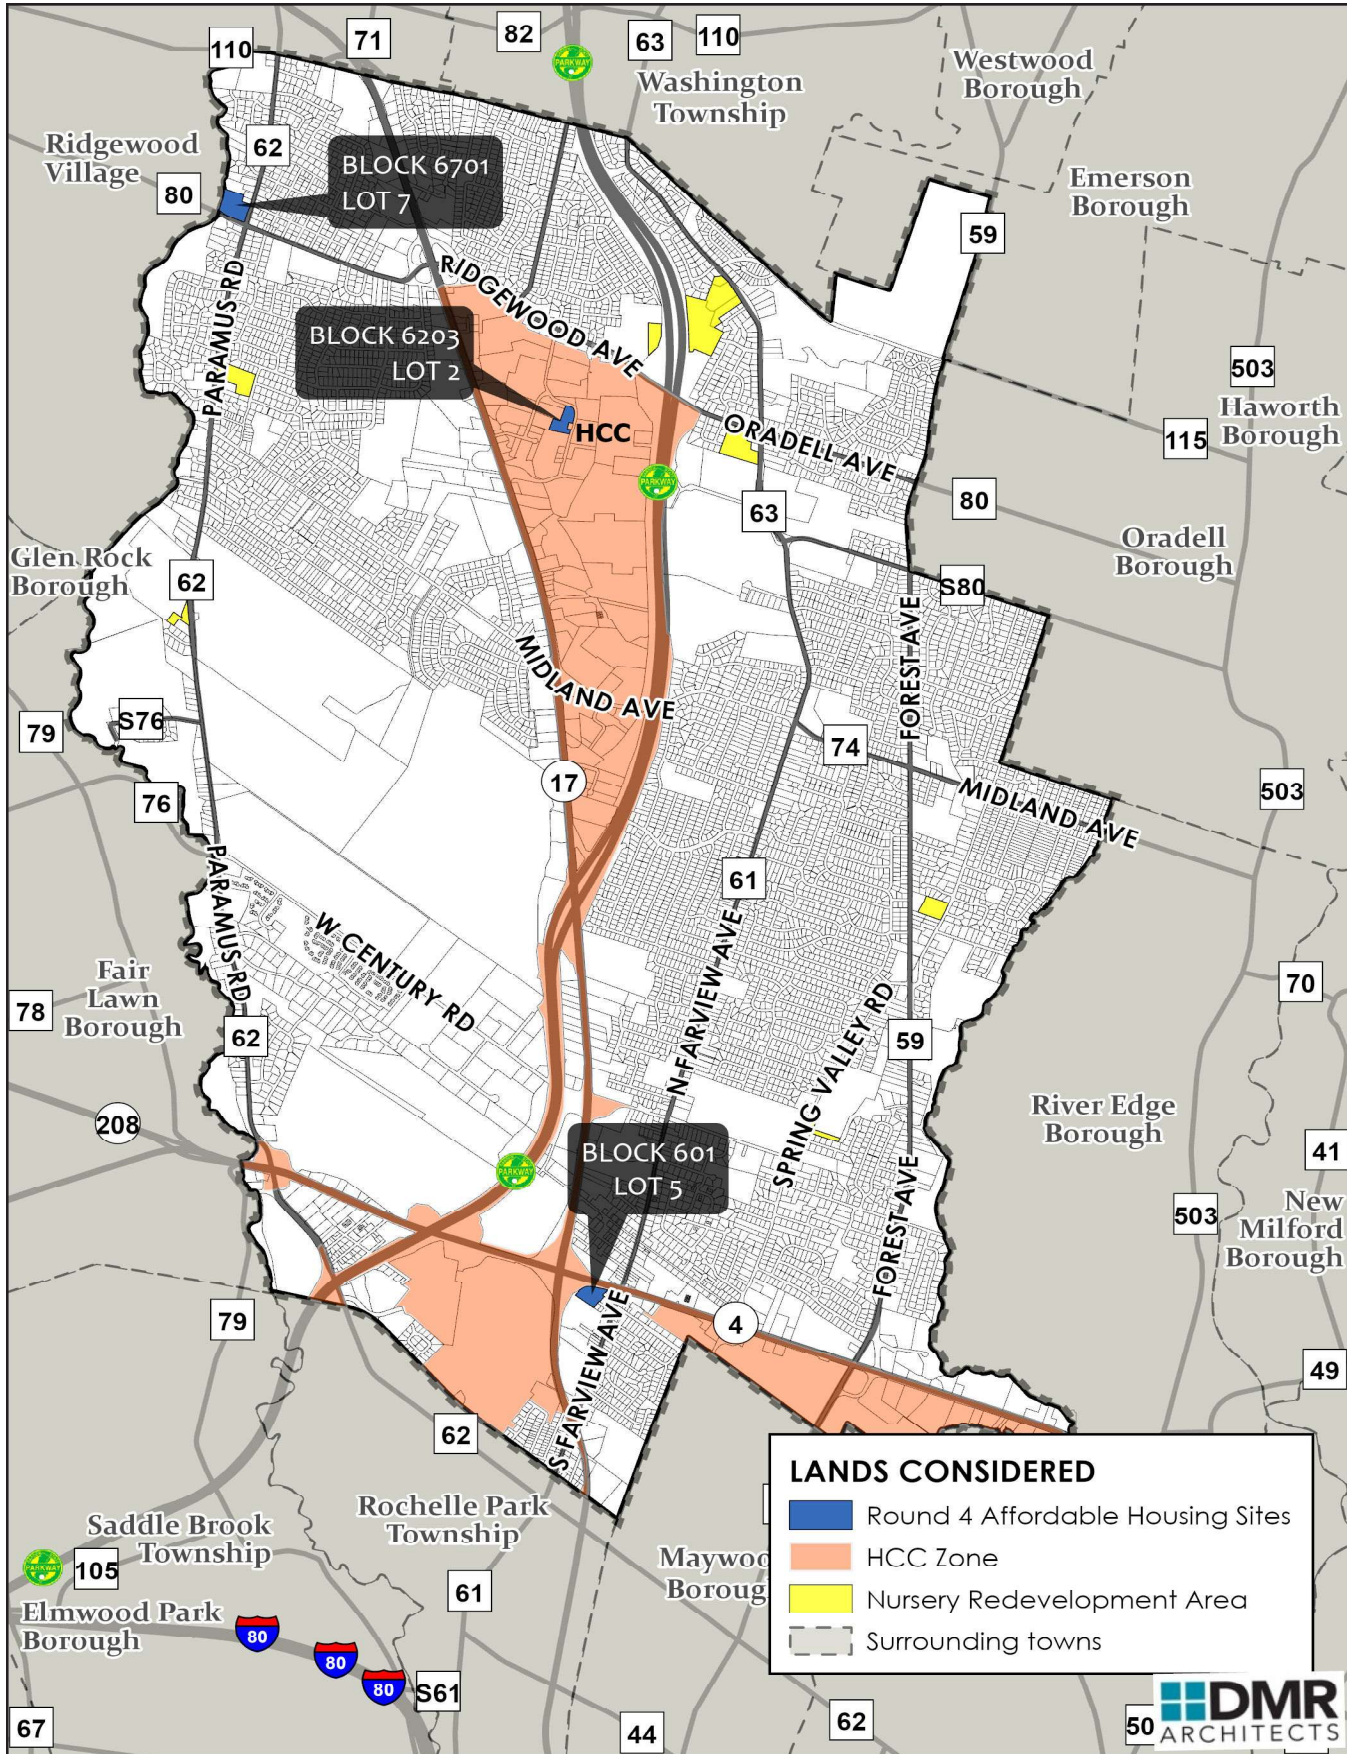 110
71
82
PARKWAY
63
110
Washington
Township
Westwood
Borough
Ridgewood
Village
62
BLOCK 6701
LOT 7
80
Emerson
Borough
59
RIDGEWOOD AVE
PARAMUS RD
BLOCK 6203
LOT 2
HCC
ORADELL AVE
503
Haworth
Borough
115
PARKWAY
63
80
Oradell
Borough
Glen Rock
Borough
62
S80
FOREST AVE
MIDLAND AVE
S76
79
74
17
76
MIDLAND AVE
503
PARAMUS RD
61
W CENTURY RD
N FARVIEW AVE
Fair
Lawn
Borough
78
62
SPRING VALLEY RD
59
70
208
River Edge
Borough
BLOCK 601
LOT 5
PARKWAY
41
FOREST AVE
503
New
Milford
Borough
79
S FARVIEW AVE
4
49
62
LANDS CONSIDERED
Round 4 Affordable Housing Sites
HCC Zone
Nursery Redevelopment Area
Surrounding towns
Rochelle Park
Township
Saddle Brook
Township
PARKWAY
105
61
Maywoo
Boroug
Elmwood Park
Borough
80
80
80
S61
67
44
62
50
DMR
ARCHITECTS